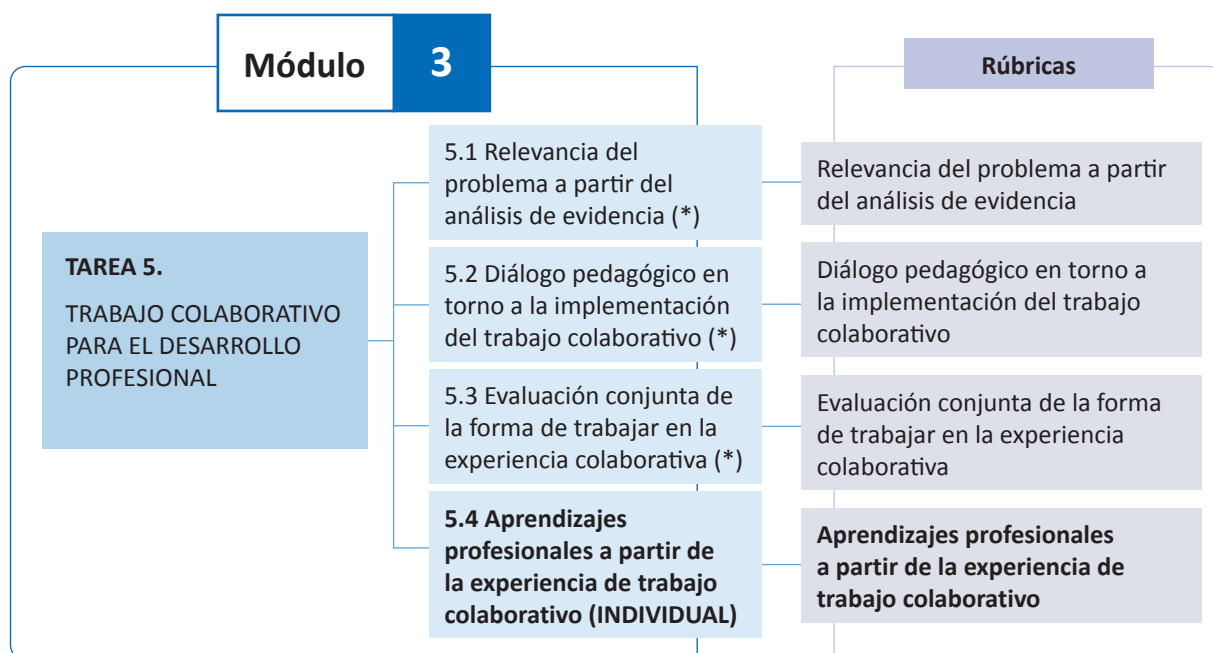 Módulo 3
Rúbricas
TAREA 5.
TRABAJO COLABORATIVO
PARA EL DESARROLLO
PROFESIONAL
5.1 Relevancia del
problema a partir del
análisis de evidencia (*)
Relevancia del problema a partir
del análisis de evidencia
5.2 Diálogo pedagógico en
torno a la implementación
del trabajo colaborativo (*)
Diálogo pedagógico en torno a
la implementación del trabajo
colaborativo
5.3 Evaluación conjunta de
la forma de trabajar en la
experiencia colaborativa (*)
Evaluación conjunta de la forma
de trabajar en la experiencia
colaborativa
5.4 Aprendizajes
profesionales a partir de
la experiencia de trabajo
colaborativo (INDIVIDUAL)
Aprendizajes profesionales
a partir de la experiencia de
trabajo colaborativo